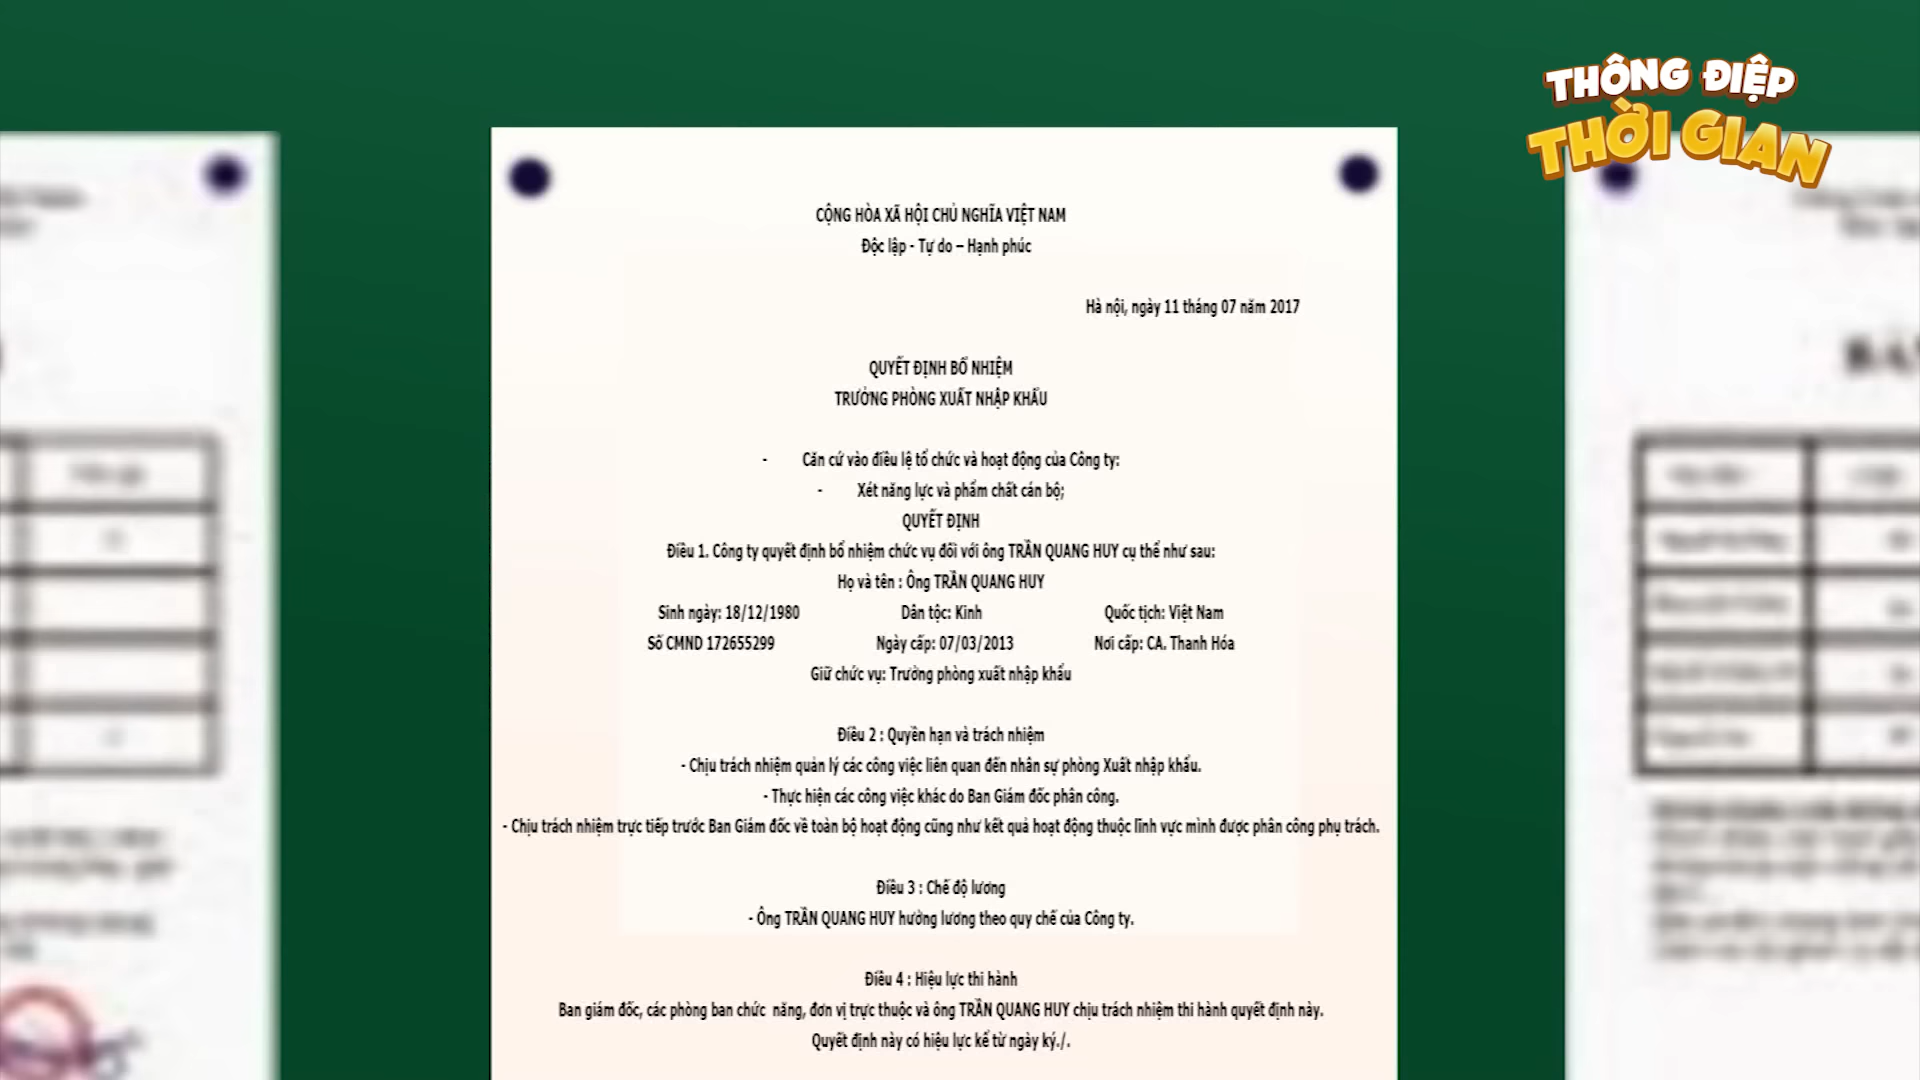 THÔNG ĐIỆP
THỜI GIAN
CỘNG HÒA XÃ HỘI CHỦ NGHĨA VIỆT NAM
Độc lập - Tự do – Hạnh phúc
Hà nội, ngày 11 tháng 07 năm 2017
QUYẾT ĐỊNH BỔ NHIỆM
TRƯỞNG PHÒNG XUẤT NHẬP KHẨU
- Căn cứ vào điều lệ tổ chức và hoạt động của Công ty:
- Xét năng lực và phẩm chất cán bộ;
QUYẾT ĐỊNH
Điều 1. Công ty quyết định bổ nhiệm chức vụ đối với ông TRẦN QUANG HUY cụ thể như sau:
Họ và tên : Ông TRẦN QUANG HUY
Sinh ngày: 18/12/1980 Dân tộc: Kinh Quốc tịch: Việt Nam
Số CMND 172655299 Ngày cấp: 07/03/2013 Nơi cấp: CA. Thanh Hóa
Giữ chức vụ: Trưởng phòng xuất nhập khẩu
Điều 2 : Quyền hạn và trách nhiệm
- Chịu trách nhiệm quản lý các công việc liên quan đến nhân sự phòng Xuất nhập khẩu.
- Thực hiện các công việc khác do Ban Giám đốc phân công.
- Chịu trách nhiệm trực tiếp trước Ban Giám đốc về toàn bộ hoạt động cũng như kết quả hoạt động thuộc lĩnh vực mình được phân công phụ trách.
Điều 3 : Chế độ lương
- Ông TRẦN QUANG HUY hưởng lương theo quy chế của Công ty.
Điều 4 : Hiệu lực thi hành
Ban giám đốc, các phòng ban chức năng, đơn vị trực thuộc và ông TRẦN QUANG HUY chịu trách nhiệm thi hành quyết định này.
Quyết định này có hiệu lực kể từ ngày ký./.